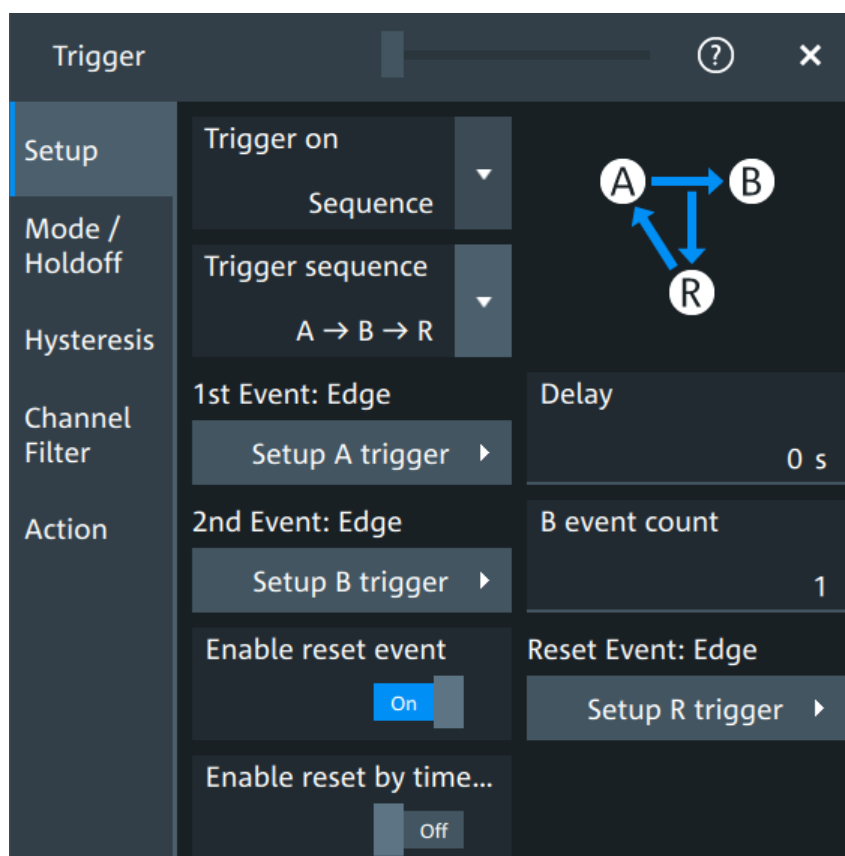 Trigger
?
×
Setup
Mode /
Holdoff
Hysteresis
Channel
Filter
Action
Trigger on
Sequence
Trigger sequence
A → B → R
A
B
R
1st Event: Edge
Setup A trigger
Delay
0 s
2nd Event: Edge
Setup B trigger
B event count
1
Enable reset event
On
Reset Event: Edge
Setup R trigger
Enable reset by time...
Off